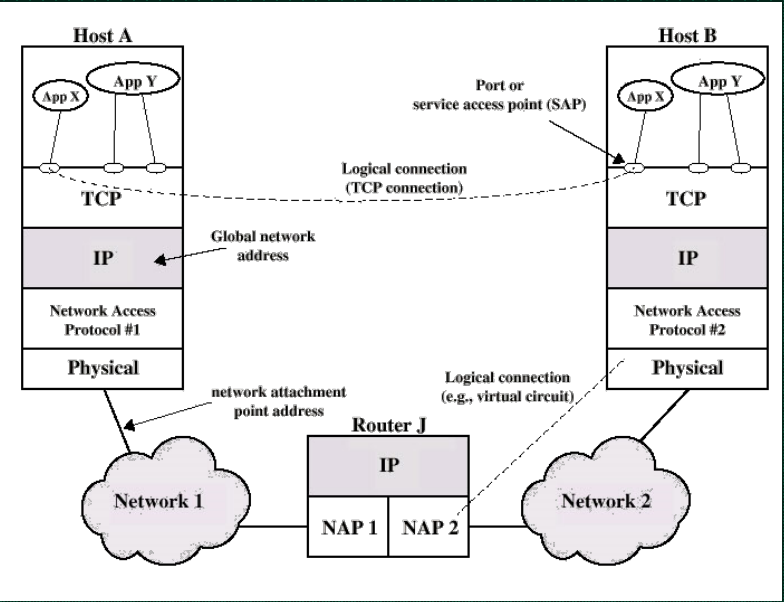 Host A
Host B
App X
App Y
Port or
service access point (SAP)
App X
App Y
Logical connection
(TCP connection)
TCP
TCP
Global network
address
IP
IP
Network Access
Protocol #1
Network Access
Protocol #2
Physical
Physical
network attachment
point address
Logical connection
(e.g., virtual circuit)
Router J
IP
Network 1
NAP 1
NAP 2
Network 2